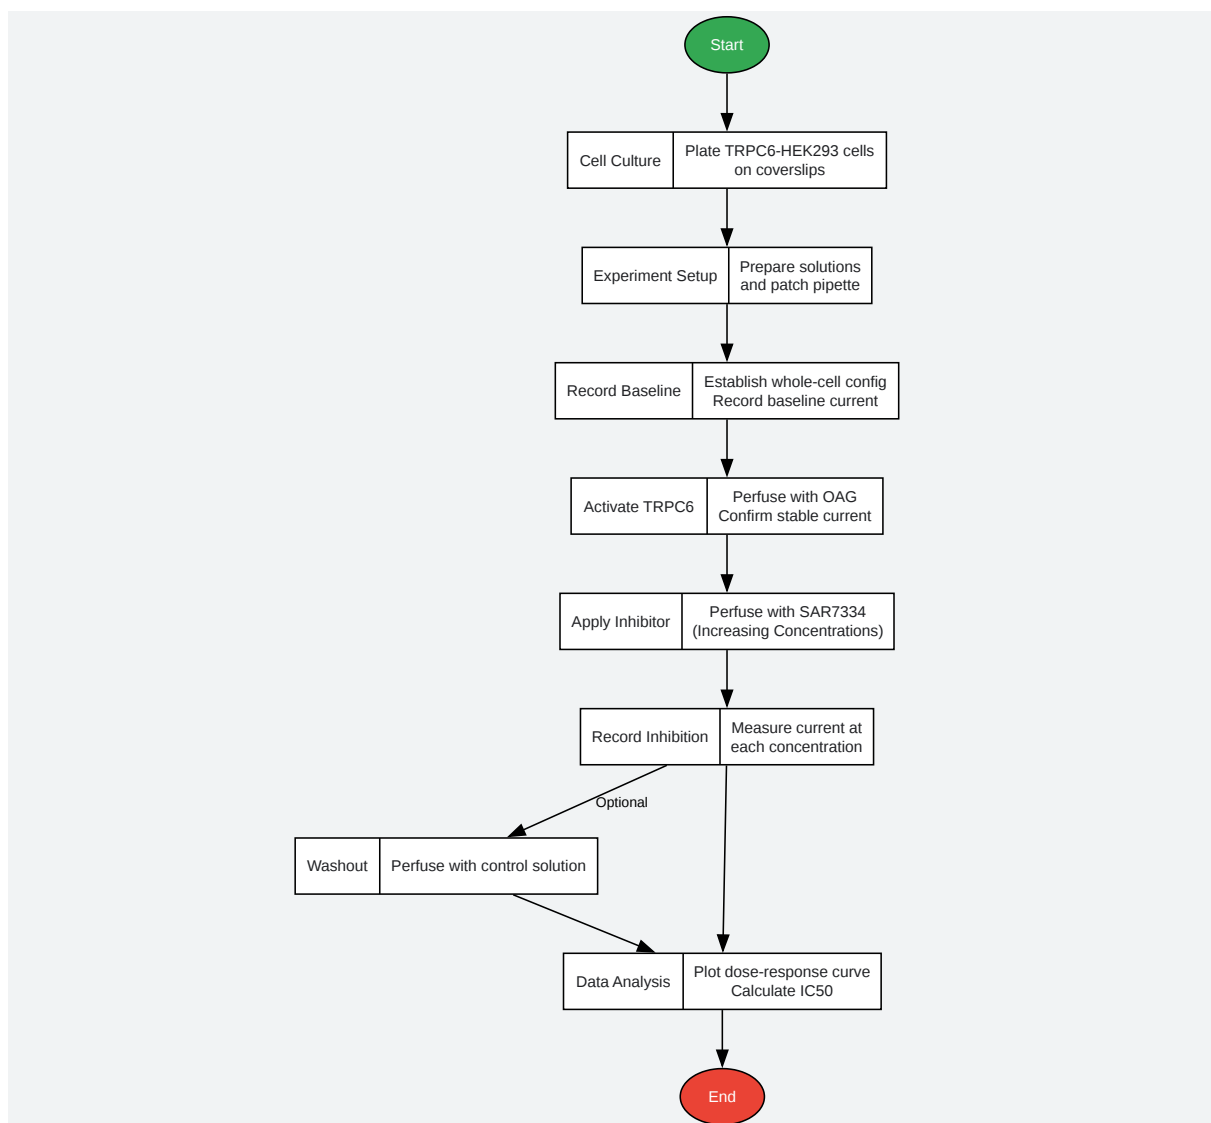 Start
Cell Culture
Plate TRPC6-HEK293 cells
on coverslips
Experiment Setup
Prepare solutions
and patch pipette
Record Baseline
Establish whole-cell config
Record baseline current
Activate TRPC6
Perfuse with OAG
Confirm stable current
Apply Inhibitor
Perfuse with SAR7334
(Increasing Concentrations)
Record Inhibition
Measure current at
each concentration
Optional
Washout
Perfuse with control solution
Data Analysis
Plot dose-response curve
Calculate IC50
End